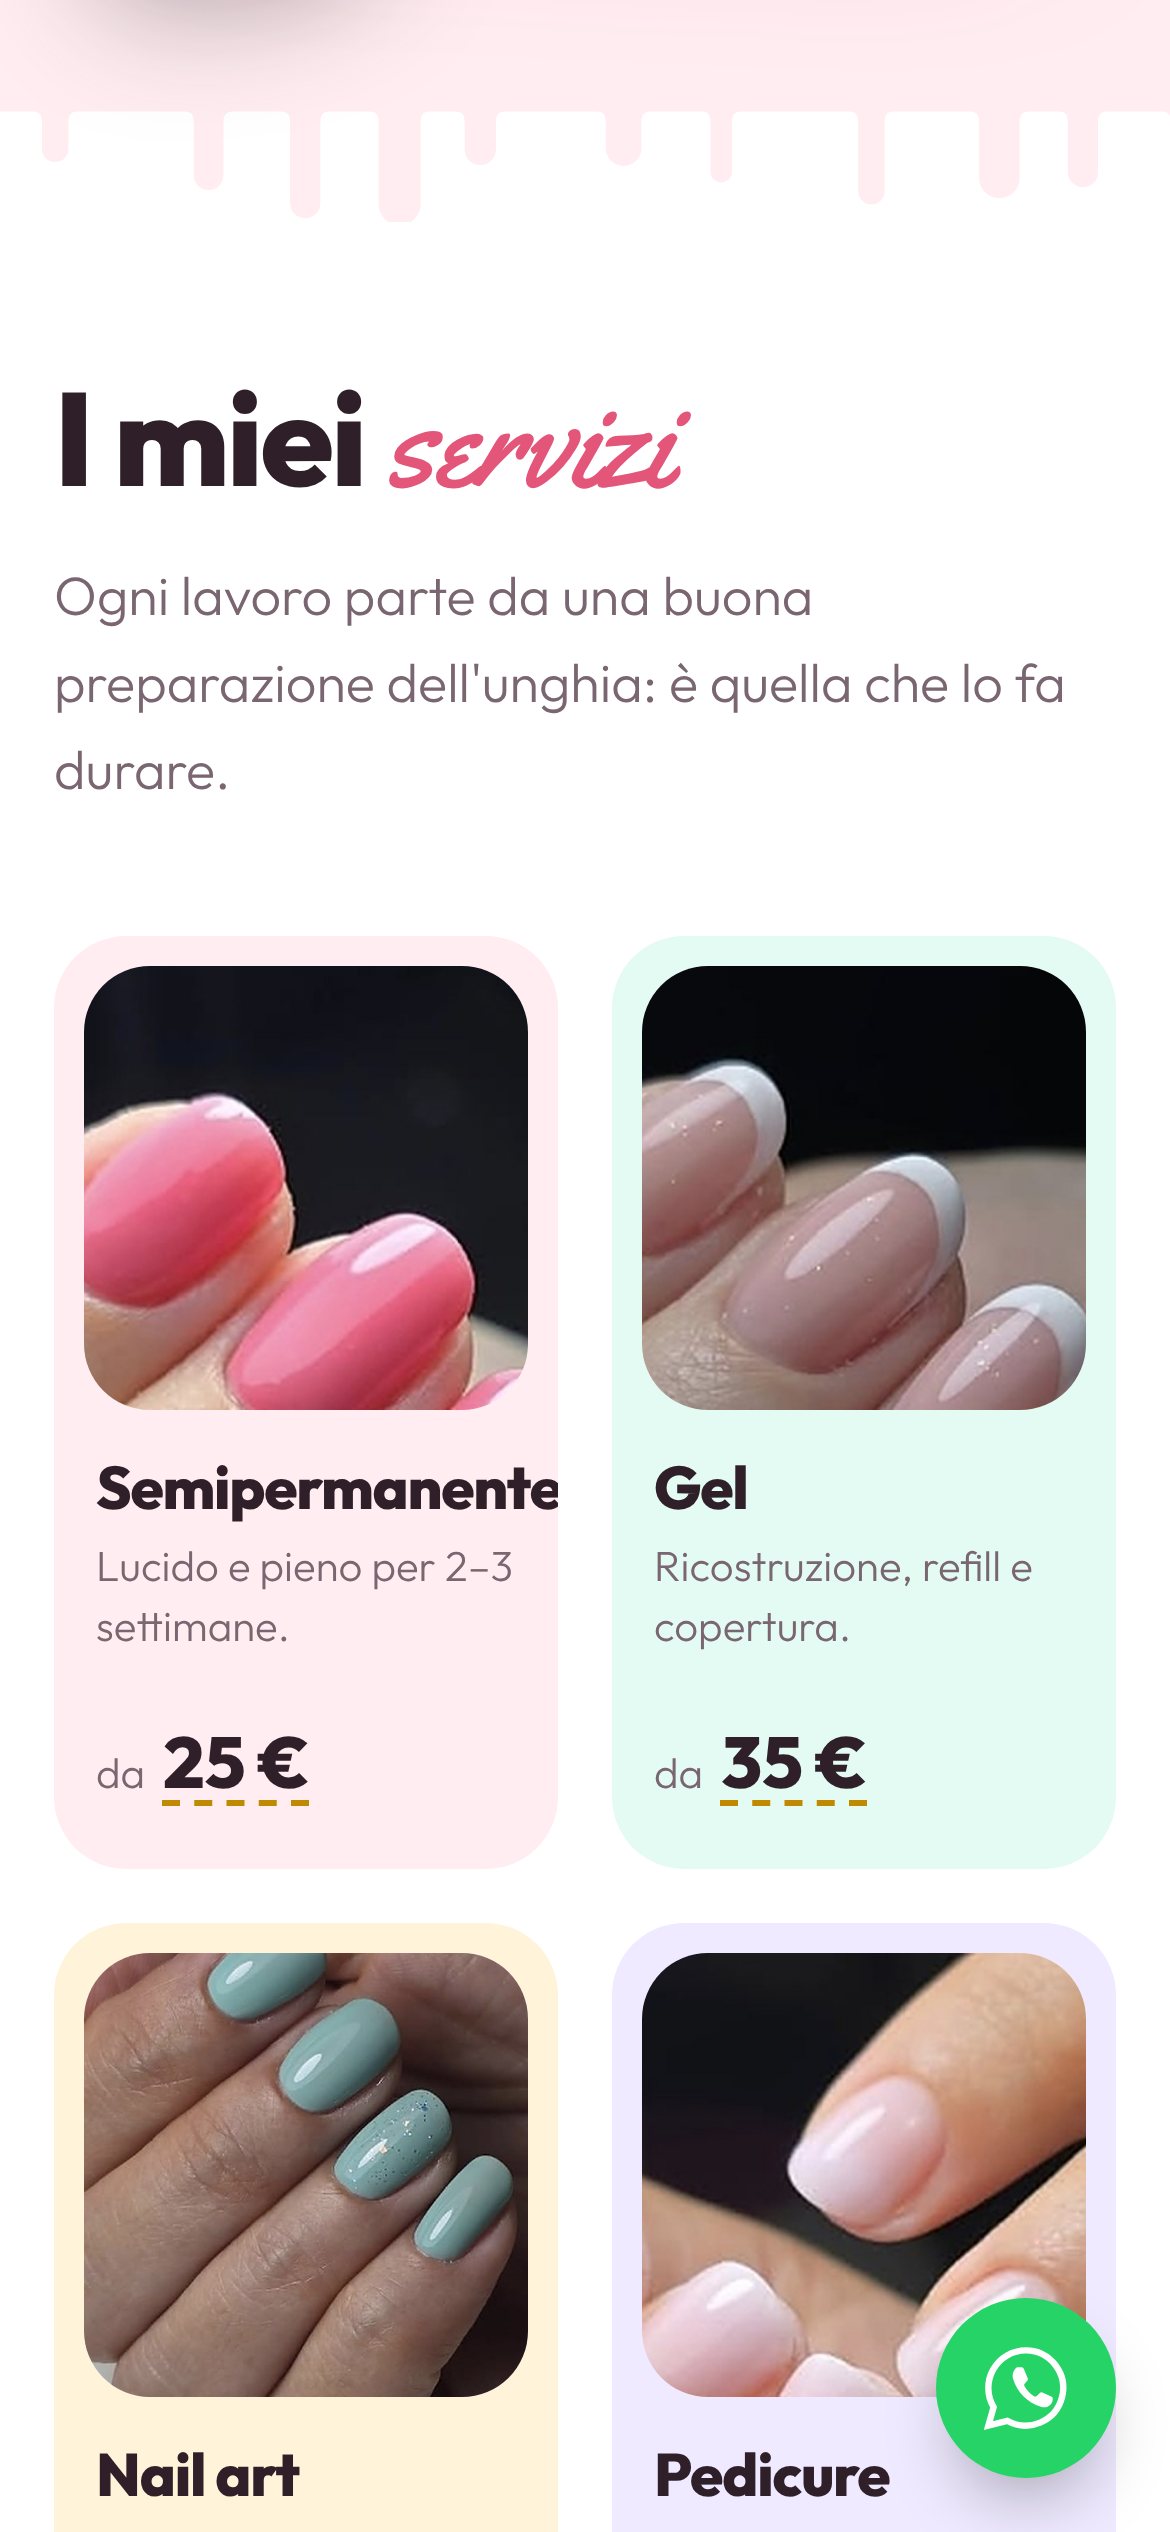 I miei servizi
Ogni lavoro parte da una buona
preparazione dell'unghia: è quella che lo fa
durare.
Semipermanente
Lucido e pieno per 2–3
settimane.
da 25 €
Gel
Ricostruzione, refill e
copertura.
da 35 €
Nail art
Pedicure